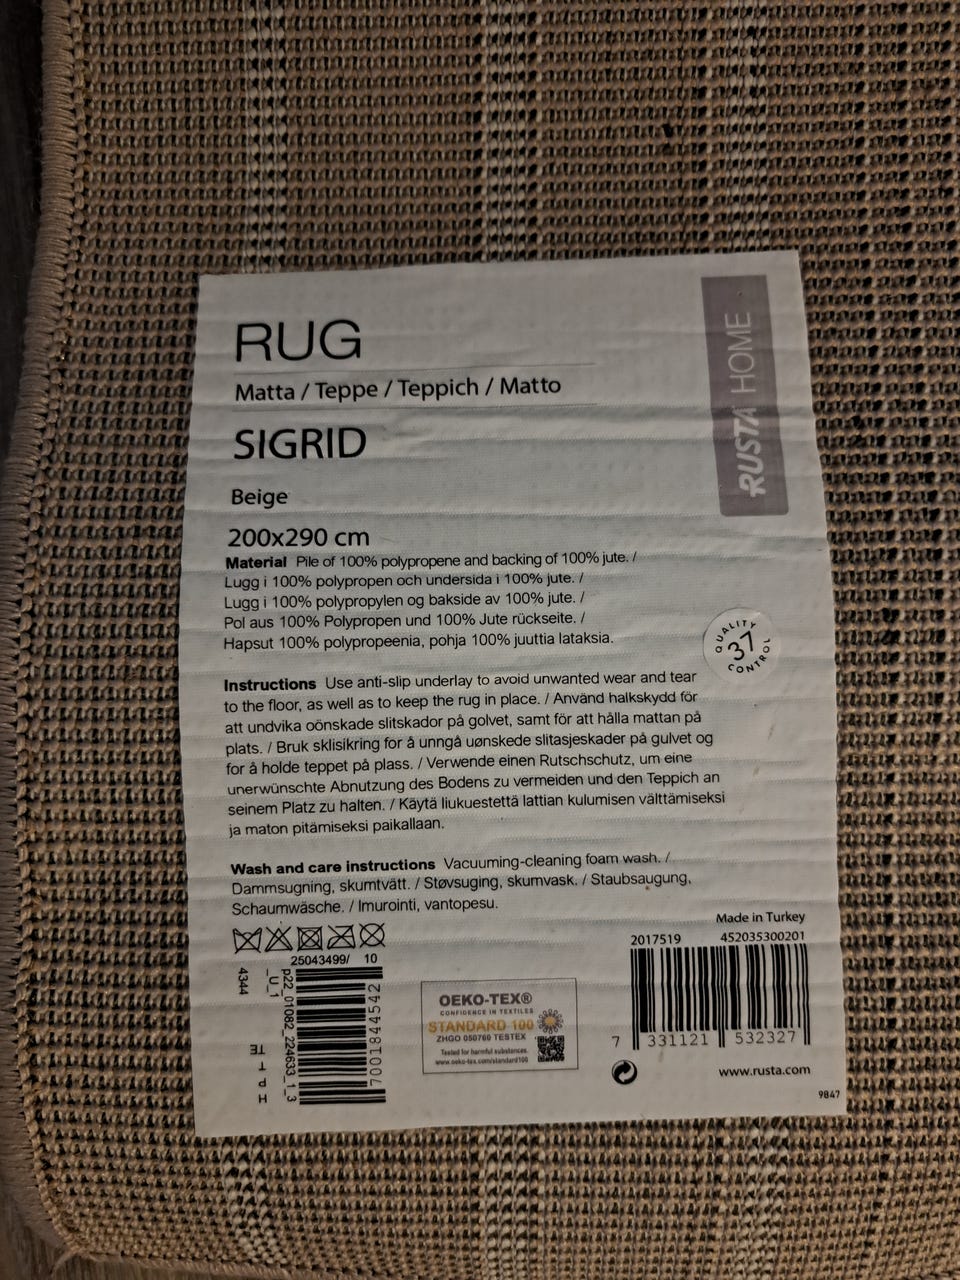 RUG
Matta / Teppe / Teppich / Matto
SIGRID
Beige
200x290 cm
RUSTA HOME
Material Pile of 100% polypropene and backing of 100% jute. /
Lugg i 100% polypropen och undersida i 100% jute. /
Lugg i 100% polypropylen og bakside av 100% jute. /
Pol aus 100% Polypropen und 100% Jute rückseite. /
Hapsut 100% polypropeenia, pohja 100% juuttia lataksia.
QUALITY
37
CONTROL
Instructions Use anti-slip underlay to avoid unwanted wear and tear
to the floor, as well as to keep the rug in place. / Använd halkskydd för
att undvika oönskade slitskador på golvet, samt för att hålla mattan på
plats. / Bruk sklisikring for å unngå uønskede slitasjeskader på gulvet og
for å holde teppet på plass. / Verwende einen Rutschschutz, um eine
unerwünschte Abnutzung des Bodens zu vermeiden und den Teppich an
seinem Platz zu halten. / Käytä liukuestettä lattian kulumisen välttämiseksi
ja maton pitämiseksi paikallaan.
Wash and care instructions Vacuuming-cleaning foam wash. /
Dammsugning, skumtvätt. / Støvsuging, skumvask. / Staubsaugung,
Schaumwäsche. / Imurointi, vantopesu.
25043499/ 10
4344
_U_1
p22_01082_224633_1_3
7001844542
TE
T
P
H
OEKO-TEX®
CONFIDENCE IN TEXTILES
STANDARD 100
ZHGO 050760 TESTEX
Tested for harmful substances.
www.oeko-tex.com/standard100
Made in Turkey
2017519 452035300201
7 331121 532327
www.rusta.com
9847